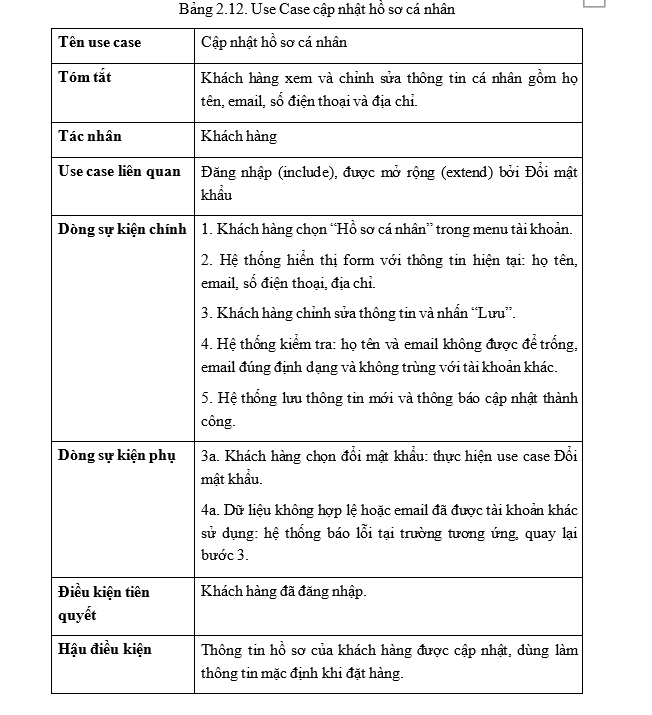 Bảng 2.12. Use Case cập nhật hồ sơ cá nhân
Tên use case
Cập nhật hồ sơ cá nhân
Tóm tắt
Khách hàng xem và chỉnh sửa thông tin cá nhân gồm họ
tên, email, số điện thoại và địa chỉ.
Tác nhân
Khách hàng
Use case liên quan
Đăng nhập (include), được mở rộng (extend) bởi Đổi mật
khẩu
Dòng sự kiện chính
1. Khách hàng chọn “Hồ sơ cá nhân” trong menu tài khoản.
2. Hệ thống hiển thị form với thông tin hiện tại: họ tên,
email, số điện thoại, địa chỉ.
3. Khách hàng chỉnh sửa thông tin và nhấn “Lưu”.
4. Hệ thống kiểm tra: họ tên và email không được để trống,
email đúng định dạng và không trùng với tài khoản khác.
5. Hệ thống lưu thông tin mới và thông báo cập nhật thành
công.
Dòng sự kiện phụ
3a. Khách hàng chọn đổi mật khẩu: thực hiện use case Đổi
mật khẩu.
4a. Dữ liệu không hợp lệ hoặc email đã được tài khoản khác
sử dụng: hệ thống báo lỗi tại trường tương ứng, quay lại
bước 3.
Điều kiện tiên
quyết
Khách hàng đã đăng nhập.
Hậu điều kiện
Thông tin hồ sơ của khách hàng được cập nhật, dùng làm
thông tin mặc định khi đặt hàng.